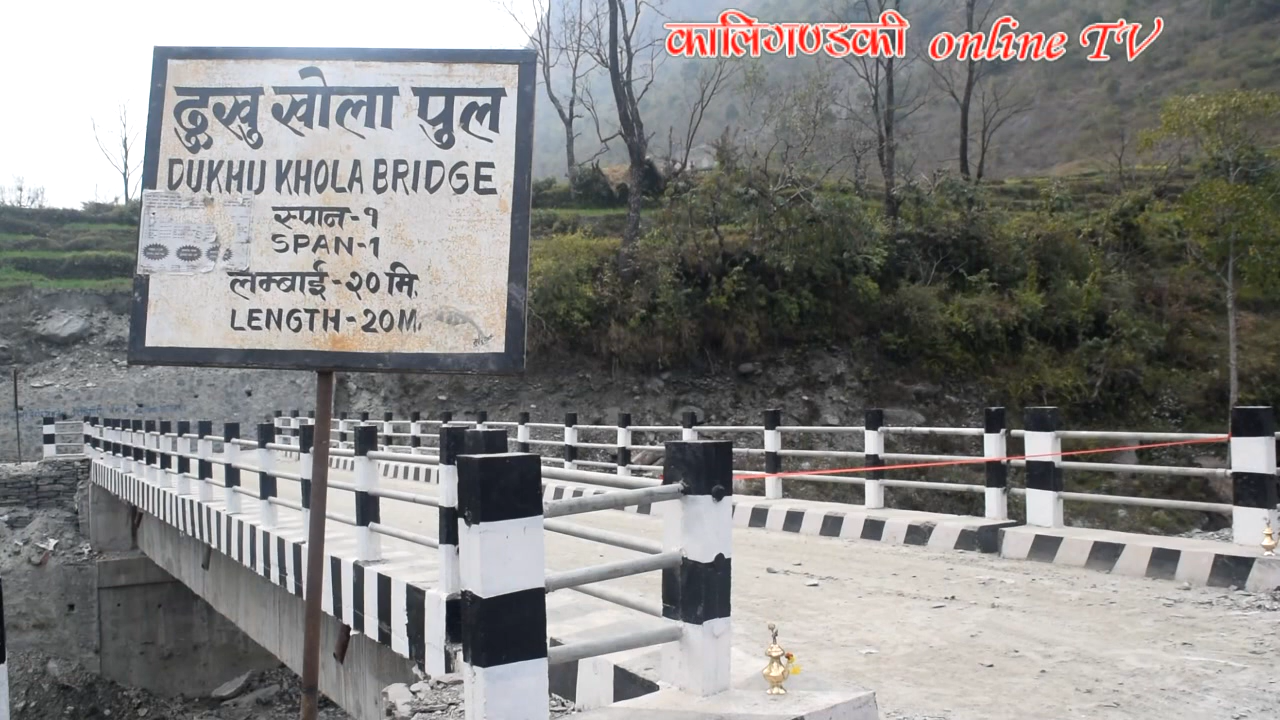 कालिगण्डकी online TV
दुखु खोला पुल
DUKHU KHOLA BRIDGE
स्पान-१
SPAN-1
लम्बाई-२० मि.
LENGTH-20M.